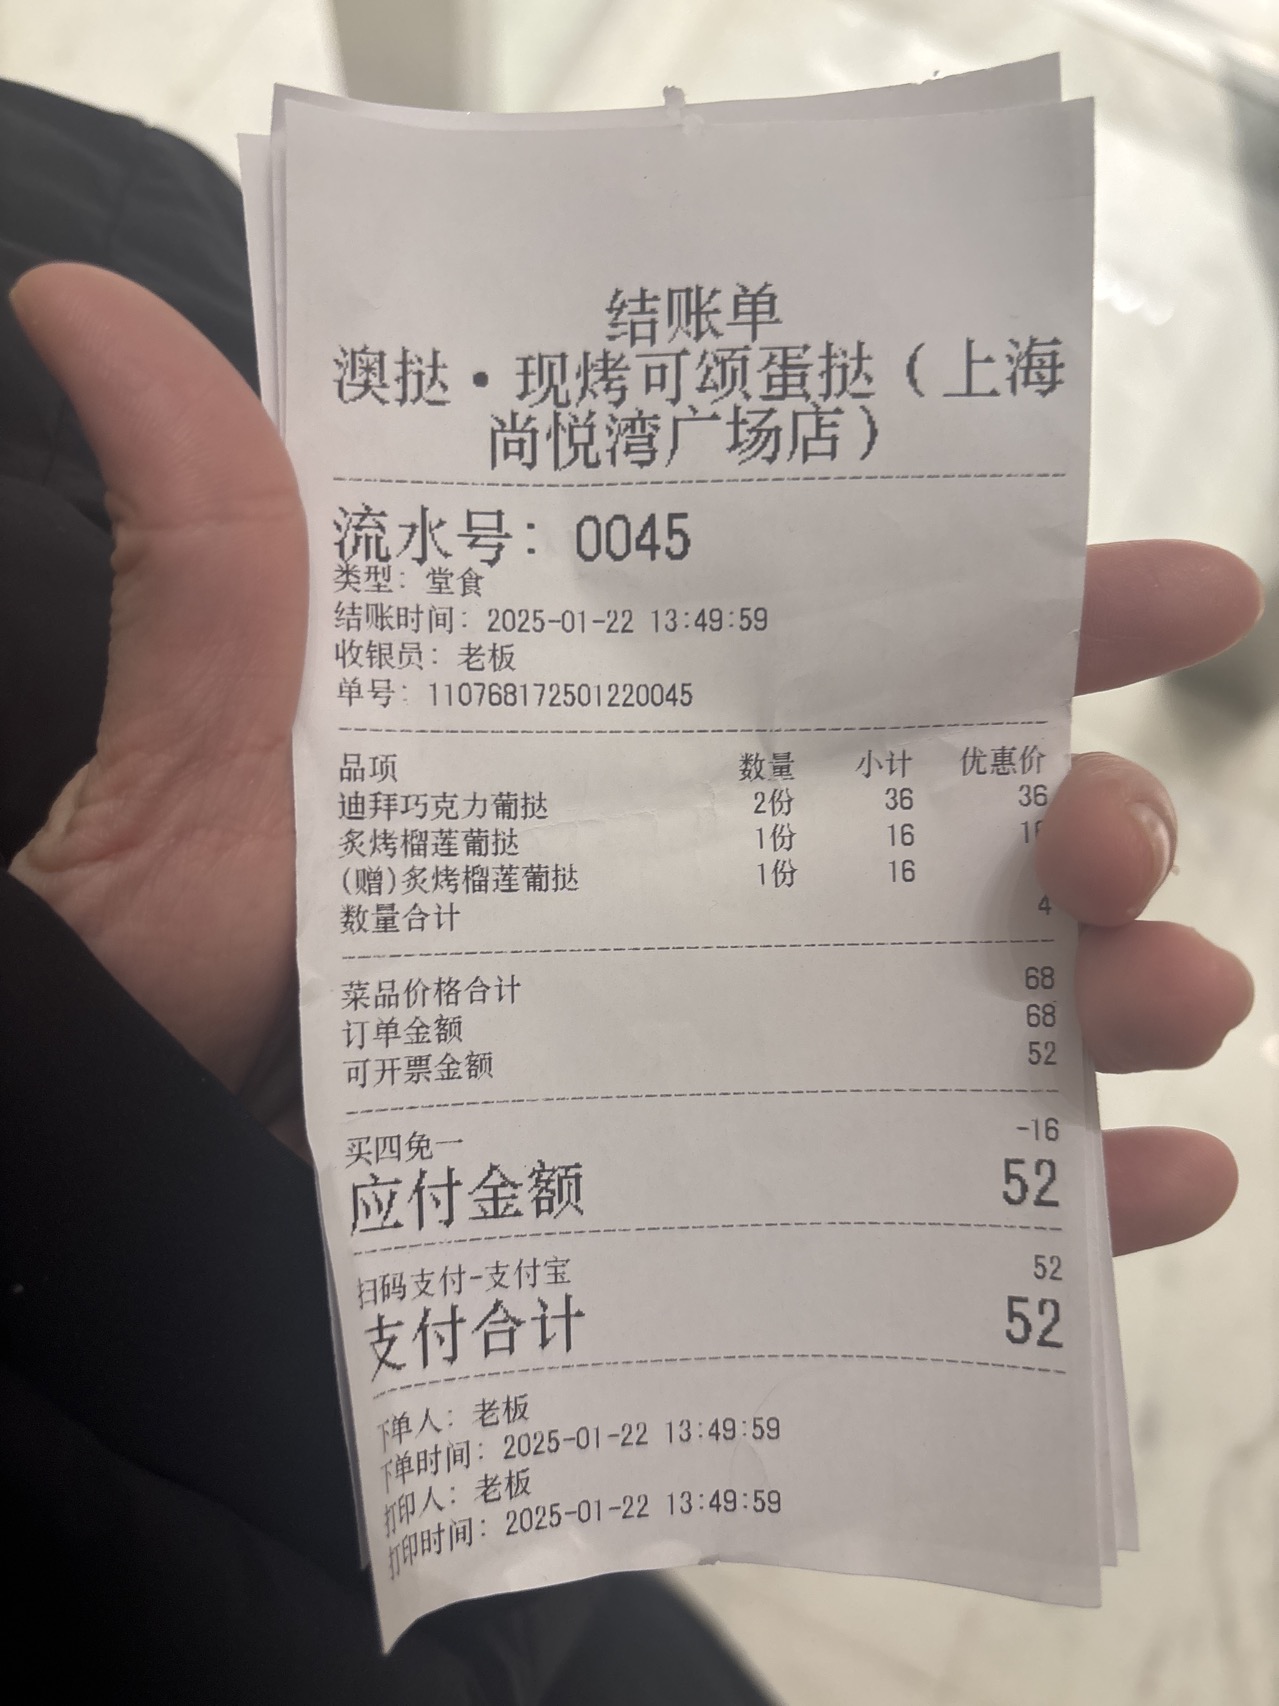 结账单
澳挞·现烤可颂蛋挞（上海
尚悦湾广场店）
流水号：0045
类型：堂食
结账时间：2025-01-22 13:49:59
收银员：老板
单号：110768172501220045
品项 数量 小计 优惠价
迪拜巧克力葡挞 2份 36 36
炙烤榴莲葡挞 1份 16
(赠)炙烤榴莲葡挞 1份 16
数量合计 4
菜品价格合计 68
订单金额 68
可开票金额 52
买四免一 -16
应付金额 52
扫码支付-支付宝 52
支付合计 52
下单人：老板
下单时间：2025-01-22 13:49:59
打印人：老板
打印时间：2025-01-22 13:49:59